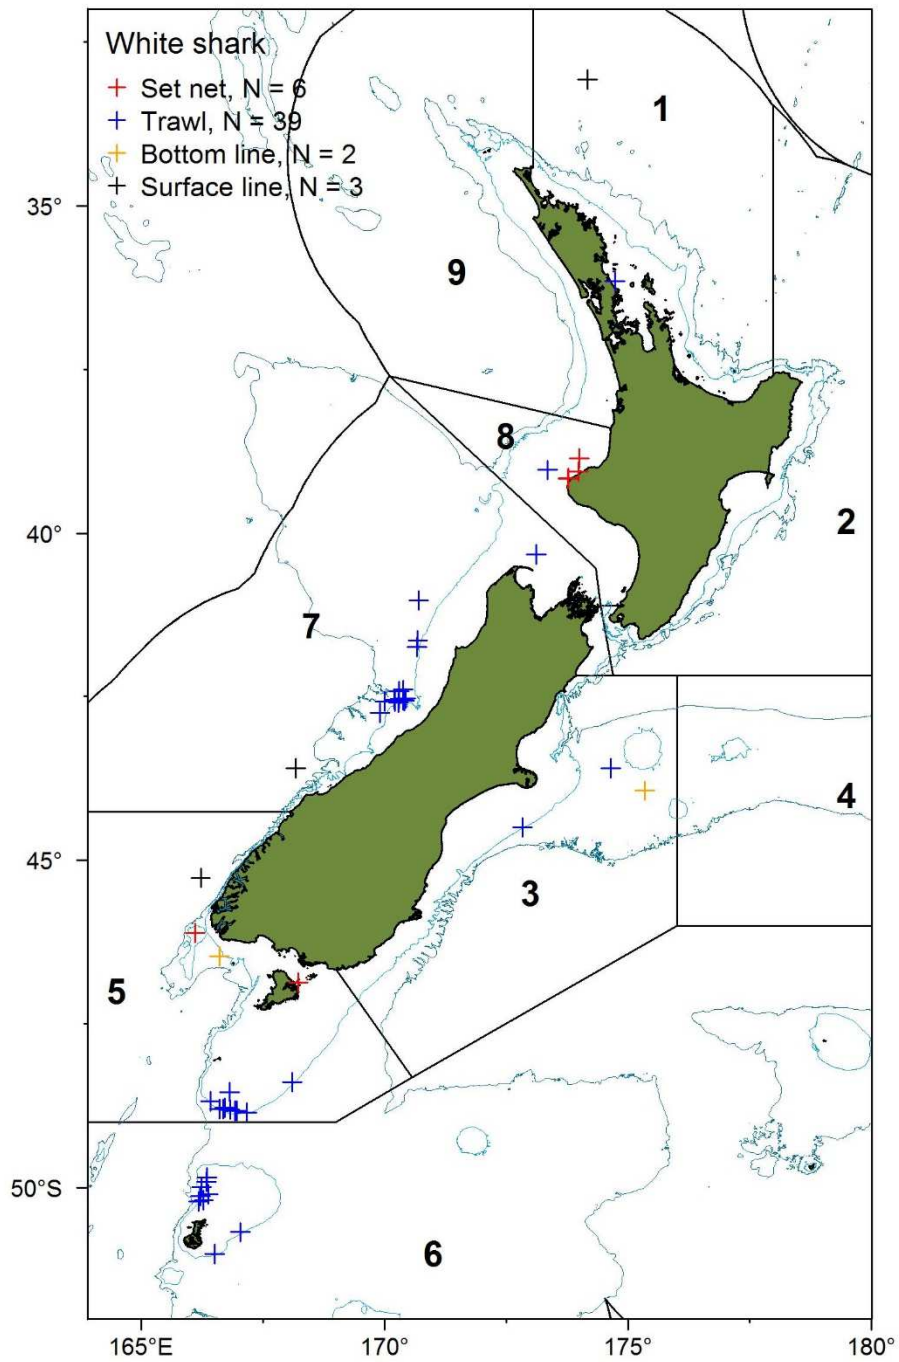 White shark
Set net, N = 6
Trawl, N = 39
Bottom line, N = 2
Surface line, N = 3
1
35°
9
8
2
40°
7
4
45°
3
5
50°S
6
165°E 170° 175° 180°